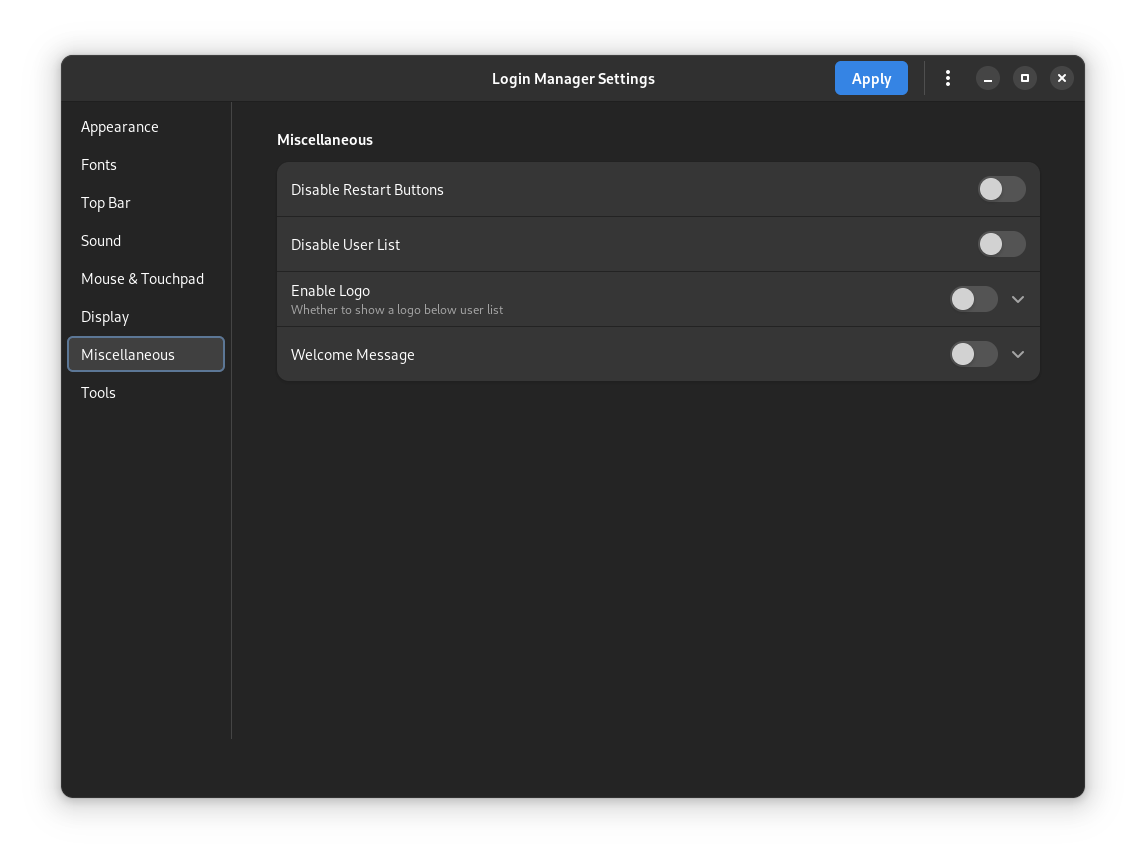 Login Manager Settings
Apply
Appearance
Fonts
Top Bar
Sound
Mouse & Touchpad
Display
Miscellaneous
Tools
Miscellaneous
Disable Restart Buttons
Disable User List
Enable Logo
Whether to show a logo below user list
Welcome Message